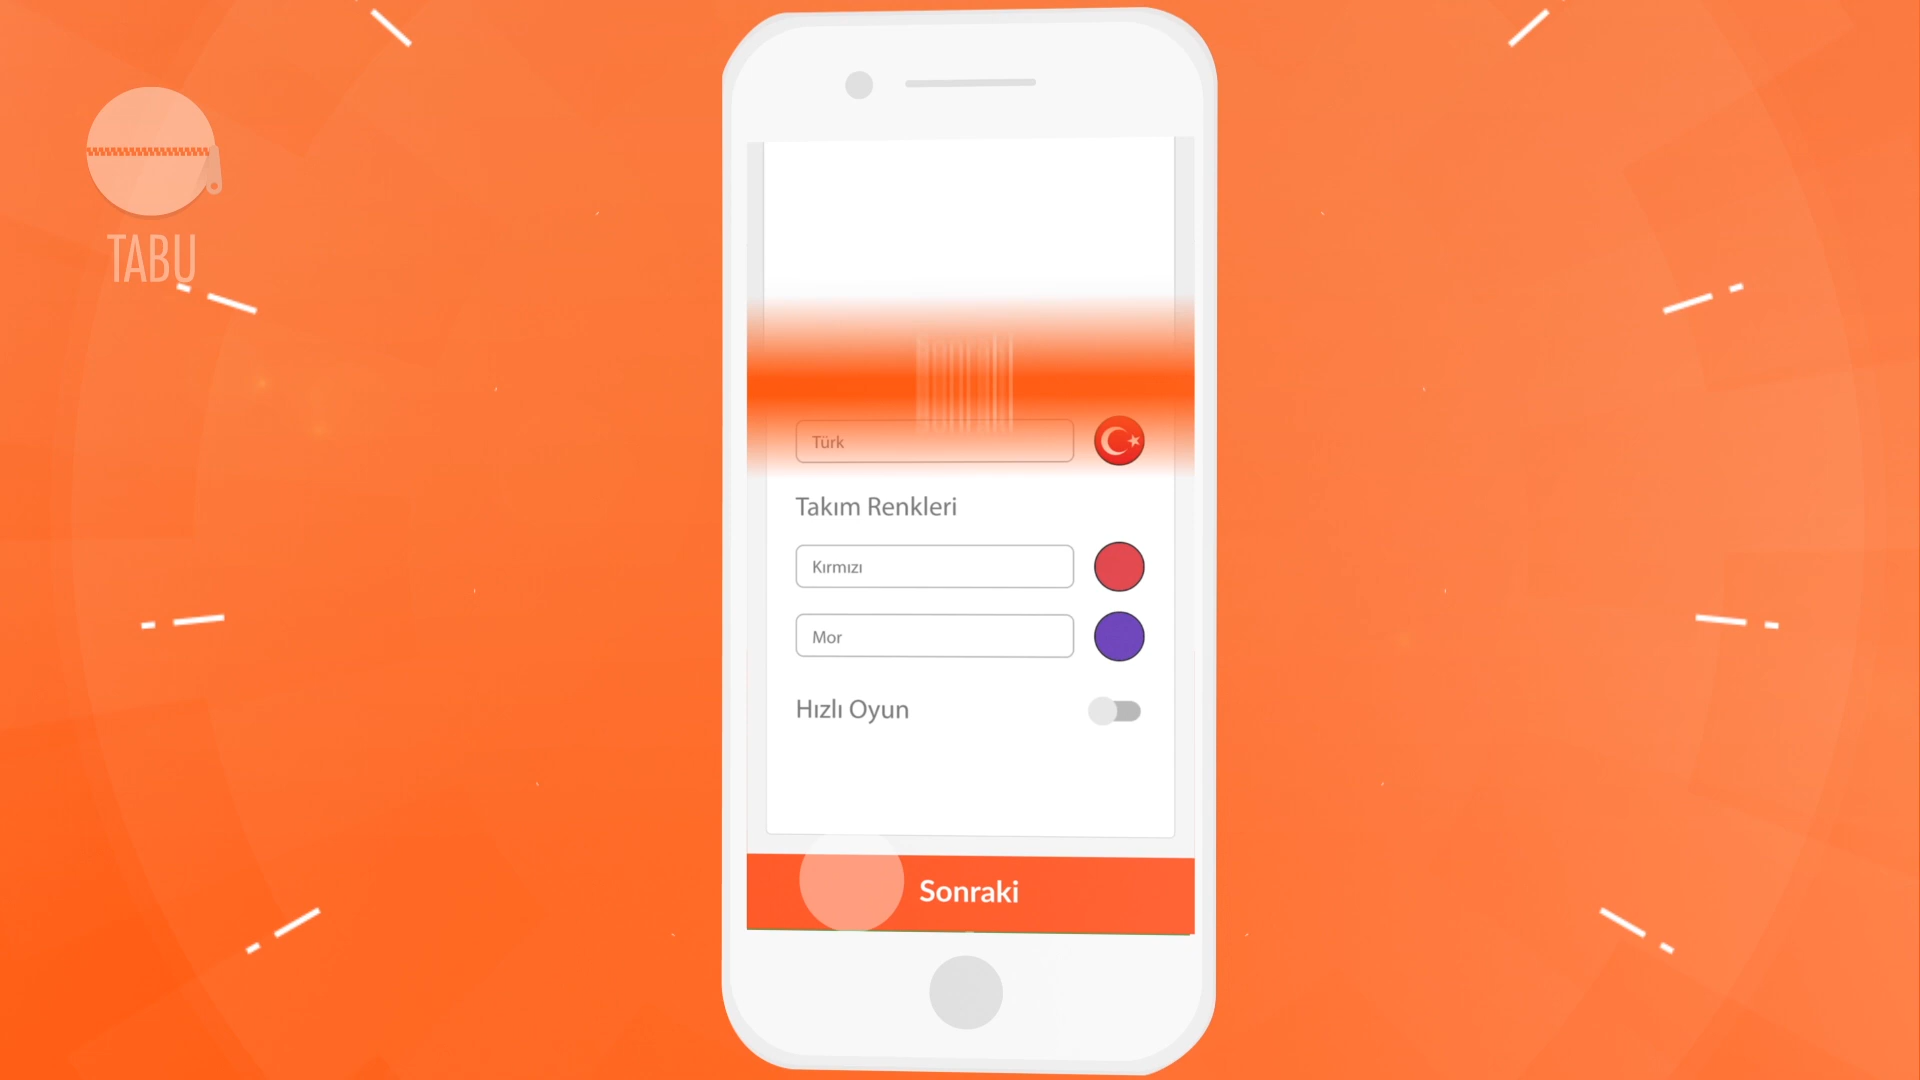 TABU
Türk
Takım Renkleri
Kırmızı
Mor
Hızlı Oyun
Sonraki